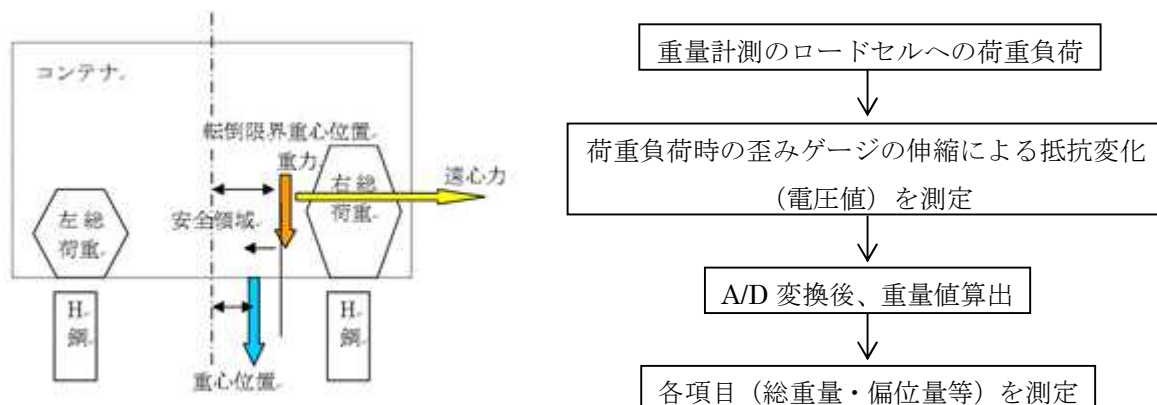 コンテナ
転倒限界重心位置
重力
遠心力
右総
荷重
左総
荷重
安全領域
H
鋼
H
鋼
重心位置
重量計測のロードセルへの荷重負荷
荷重負荷時の歪みゲージの伸縮による抵抗変化
（電圧値）を測定
A/D 変換後、重量値算出
各項目（総重量・偏位量等）を測定